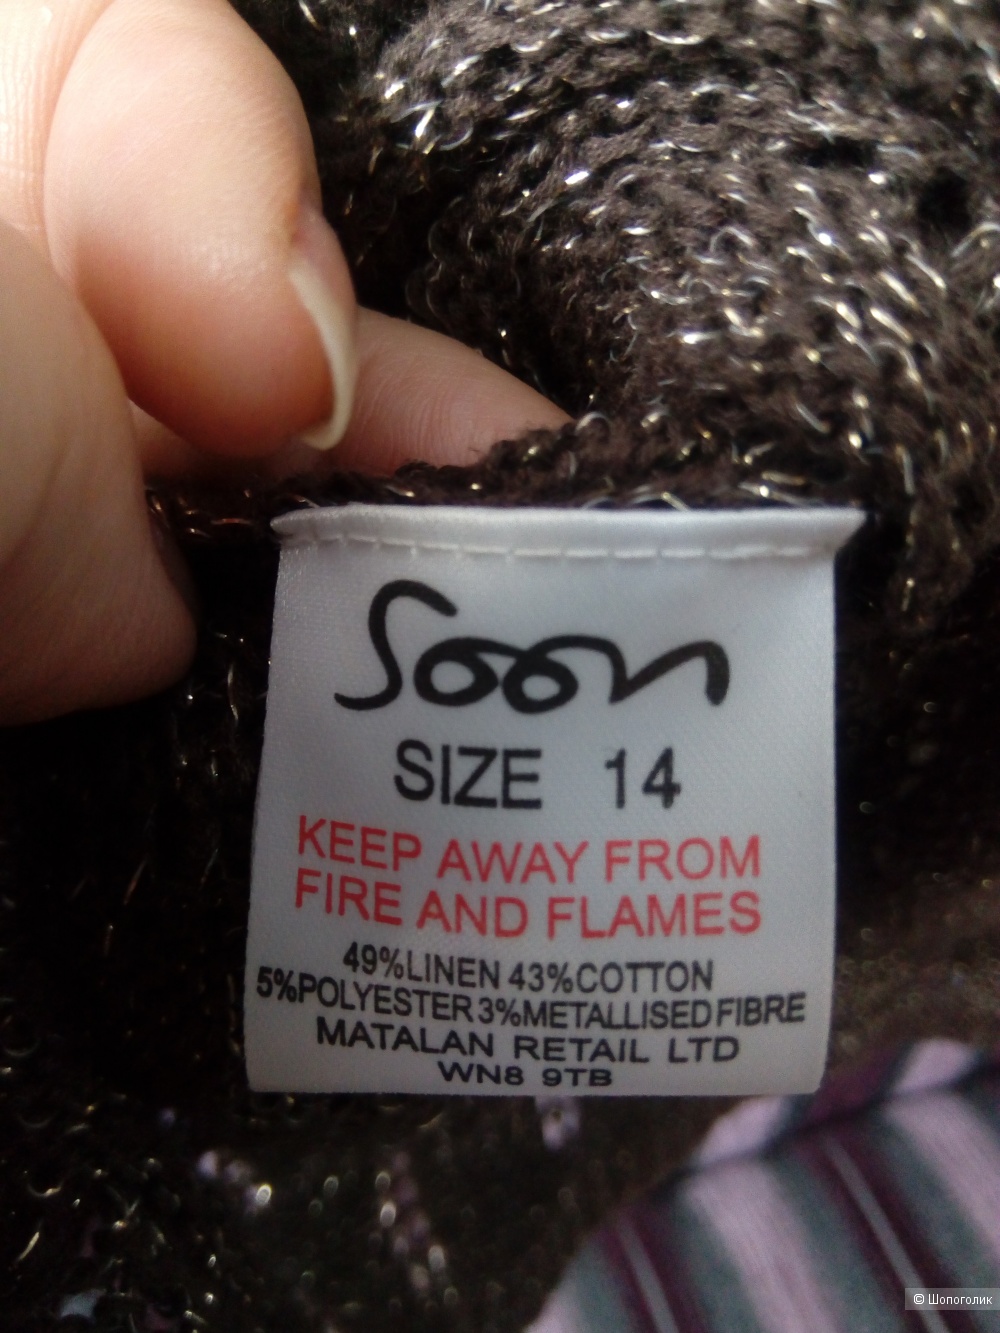 Soon
SIZE 14
KEEP AWAY FROM
FIRE AND FLAMES
49%LINEN 43%COTTON
5%POLYESTER 3%METALLISED FIBRE
MATALAN RETAIL LTD
WN8 9TB
© Шопоголик